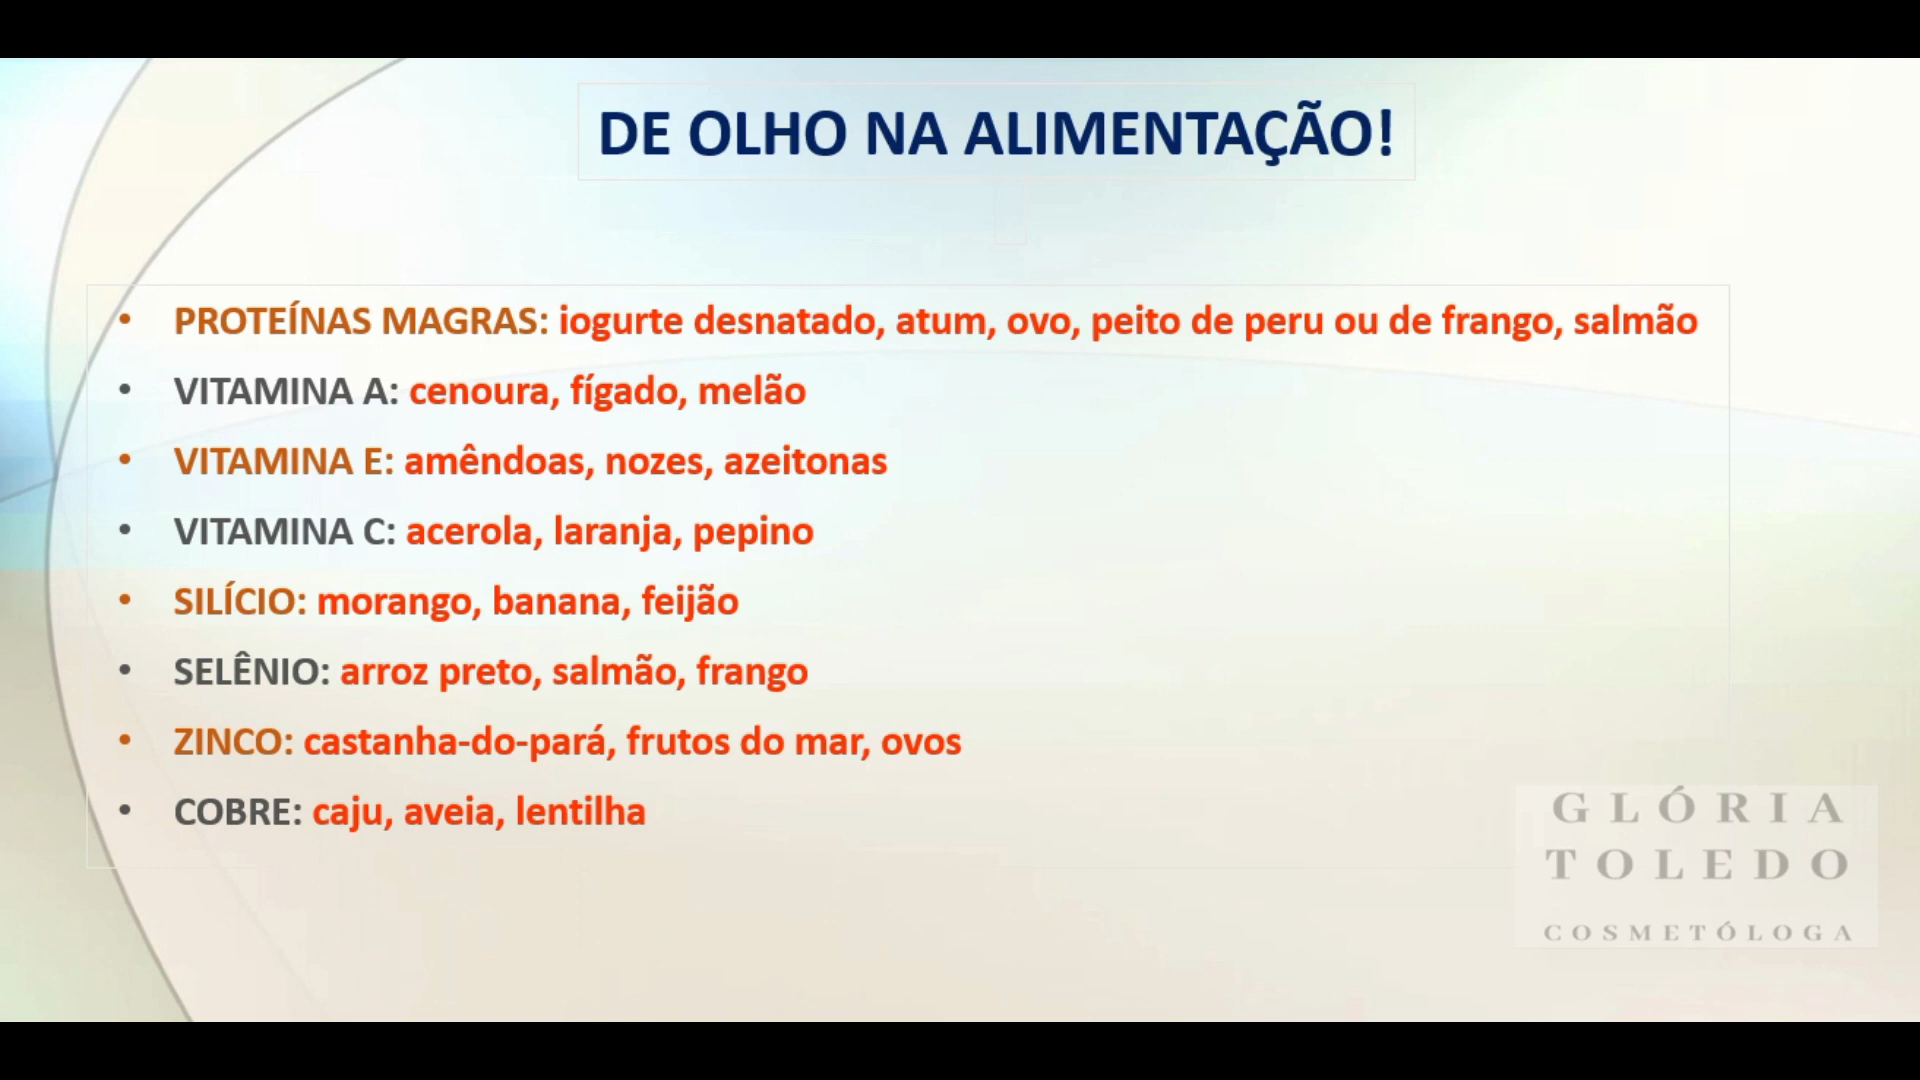 DE OLHO NA ALIMENTAÇÃO!
• PROTEÍNAS MAGRAS: iogurte desnatado, atum, ovo, peito de peru ou de frango, salmão
• VITAMINA A: cenoura, fígado, melão
• VITAMINA E: amêndoas, nozes, azeitonas
• VITAMINA C: acerola, laranja, pepino
• SILÍCIO: morango, banana, feijão
• SELÊNIO: arroz preto, salmão, frango
• ZINCO: castanha-do-pará, frutos do mar, ovos
• COBRE: caju, aveia, lentilha
GLÓRIA
TOLEDO
COSMETÓLOGA